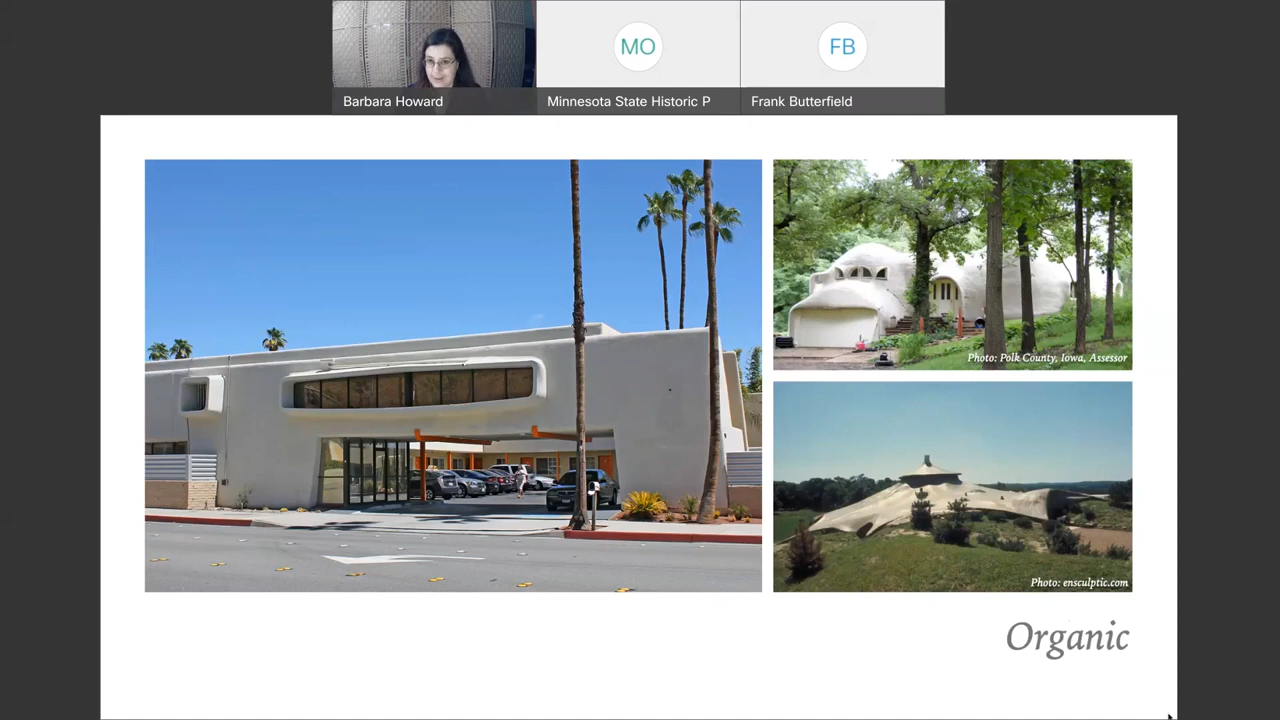 MO
FB
Barbara Howard
Minnesota State Historic P
Frank Butterfield
Photo: Polk County, Iowa, Assessor
Photo: ensculptic.com
Organic